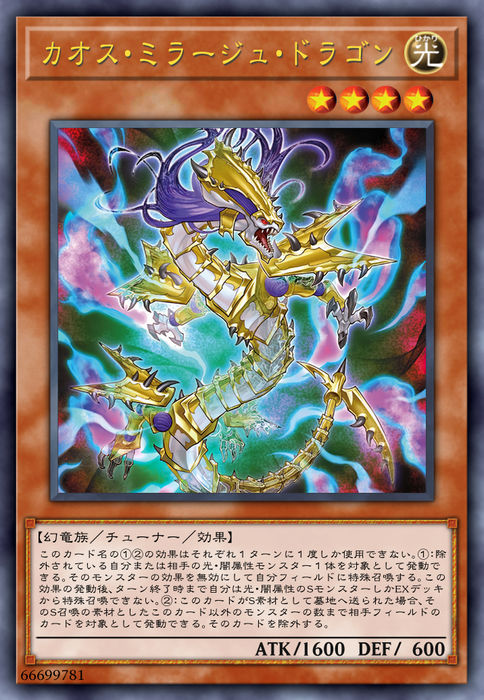 カオス・ミラージュ・ドラゴン
ひかり
光
【幻竜族／チューナー／効果】
このカード名の①②の効果はそれぞれ１ターンに１度しか使用できない。①：除
外されている自分または相手の光・闇属性モンスター１体を対象として発動で
きる。そのモンスターの効果を無効にして自分フィールドに特殊召喚する。この
効果の発動後、ターン終了時まで自分は光・闇属性のSモンスターしかEXデッキ
から特殊召喚できない。②：このカードがS素材として墓地へ送られた場合、そ
のS召喚の素材としたこのカード以外のモンスターの数まで相手フィールドの
カードを対象として発動できる。そのカードを除外する。
ATK/1600 DEF/ 600
66699781